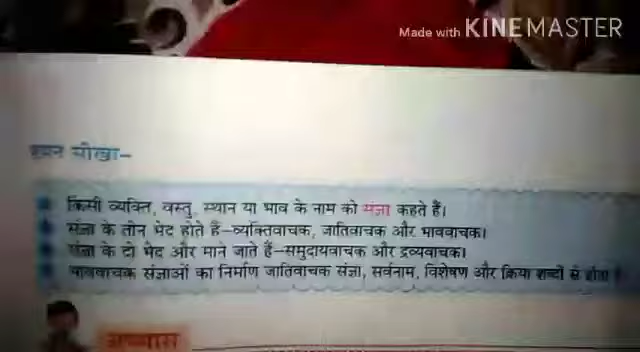 Made with KINEMASTER
हमने सीखा–
किसी व्यक्ति, वस्तु, स्थान या भाव के नाम को संज्ञा कहते हैं।
संज्ञा के तीन भेद होते हैं–व्यक्तिवाचक, जातिवाचक और भाववाचक।
संज्ञा के दो भेद और माने जाते हैं–समुदायवाचक और द्रव्यवाचक।
भाववाचक संज्ञाओं का निर्माण जातिवाचक संज्ञा, सर्वनाम, विशेषण और क्रिया शब्दों से होता है
अभ्यास